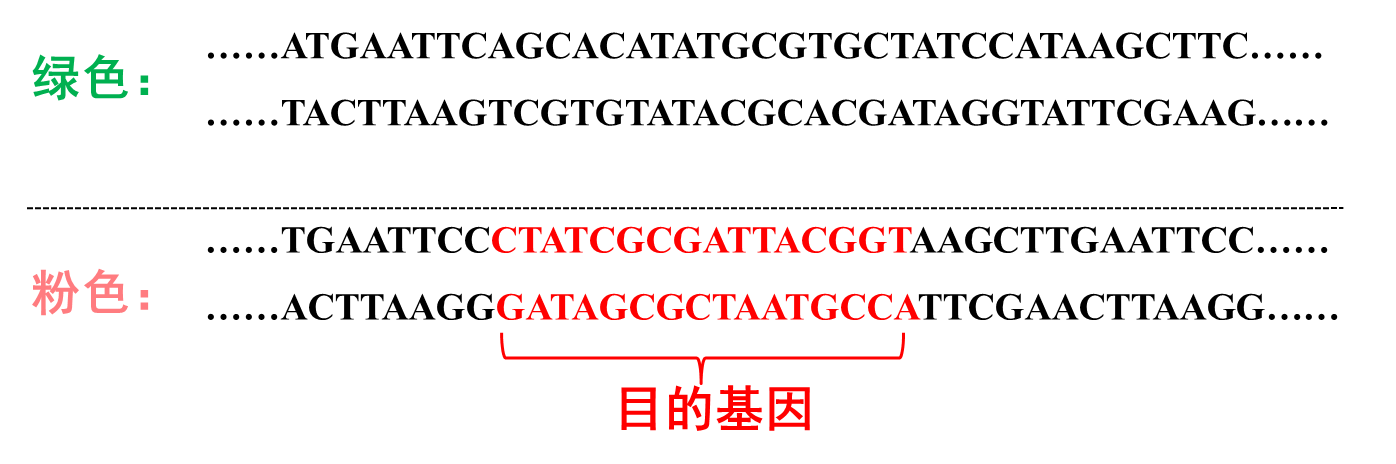 绿色：
……ATGAATTCAGCACATATGCGTGCTATCCATAAGCTTC……
……TACTTAAGTCGTGTATACGCACGATAGGTATTCGAAG……
粉色：
……TGAATTCCCTATCGCGATTACGGTAAGCTTGAATTCC……
……ACTTAAGGGATAGCGCTAATGCCATTCGAACTTAAGG……
目的基因